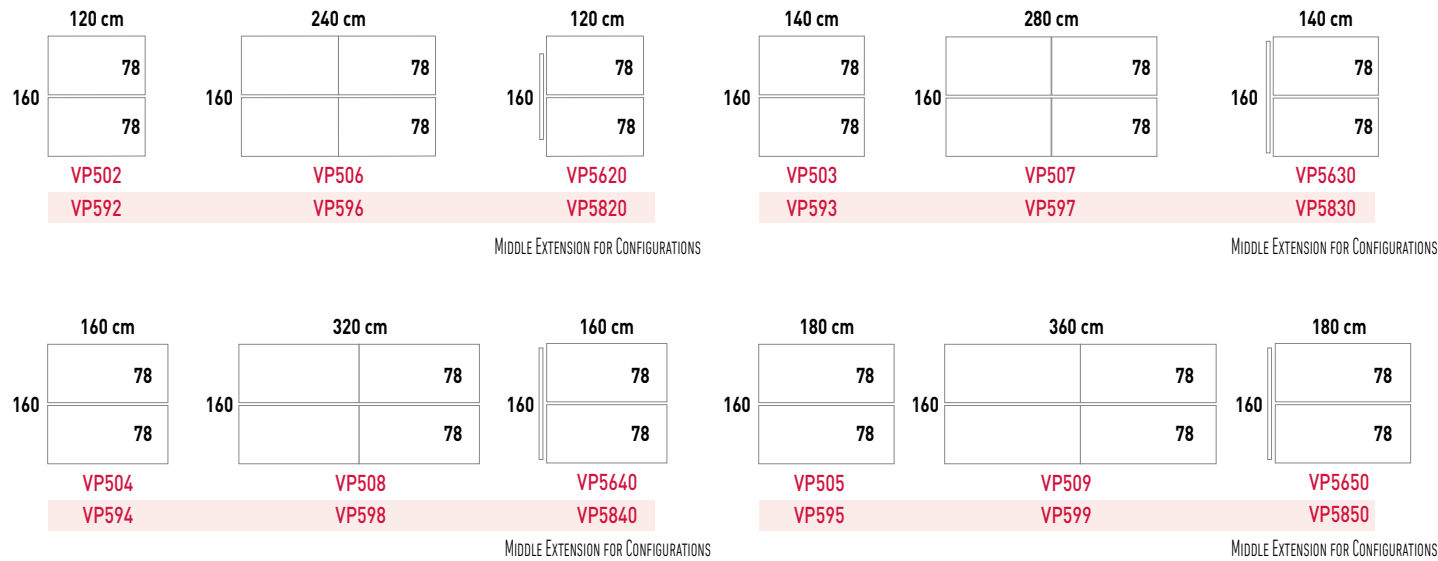 120 cm 240 cm 120 cm 140 cm 280 cm 140 cm
78 78 78 78 78 78
160 160 160 160 160 160
78 78 78 78 78 78
VP502 VP506 VP5620 VP503 VP507 VP5630
VP592 VP596 VP5820 VP593 VP597 VP5830
Middle Extension for Configurations Middle Extension for Configurations
160 cm 320 cm 160 cm 180 cm 360 cm 180 cm
78 78 78 78 78 78
160 160 160 160 160 160
78 78 78 78 78 78
VP504 VP508 VP5640 VP505 VP509 VP5650
VP594 VP598 VP5840 VP595 VP599 VP5850
Middle Extension for Configurations Middle Extension for Configurations